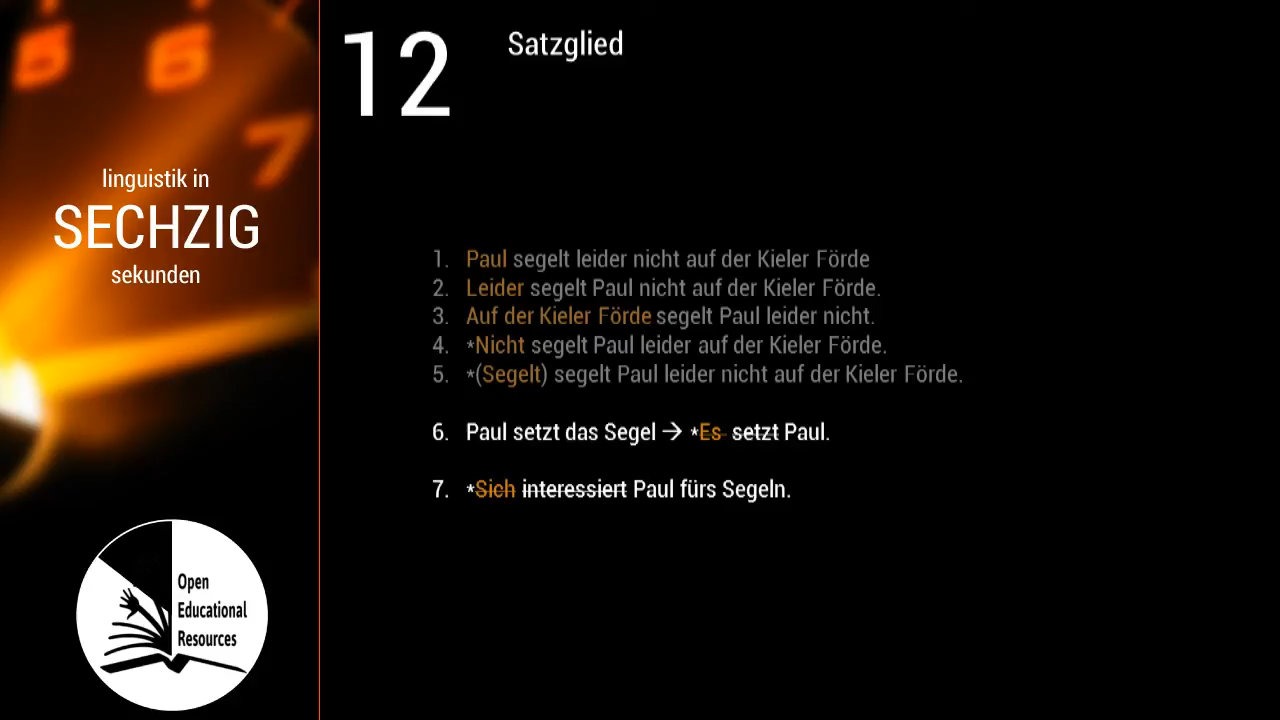 5 6
7
linguistik in
SECHZIG
sekunden
Open
Educational
Resources
12
Satzglied
1. Paul segelt leider nicht auf der Kieler Förde
2. Leider segelt Paul nicht auf der Kieler Förde.
3. Auf der Kieler Förde segelt Paul leider nicht.
4. *Nicht segelt Paul leider auf der Kieler Förde.
5. *(Segelt) segelt Paul leider nicht auf der Kieler Förde.
6. Paul setzt das Segel → *Es setzt Paul.
7. *Sich interessiert Paul fürs Segeln.